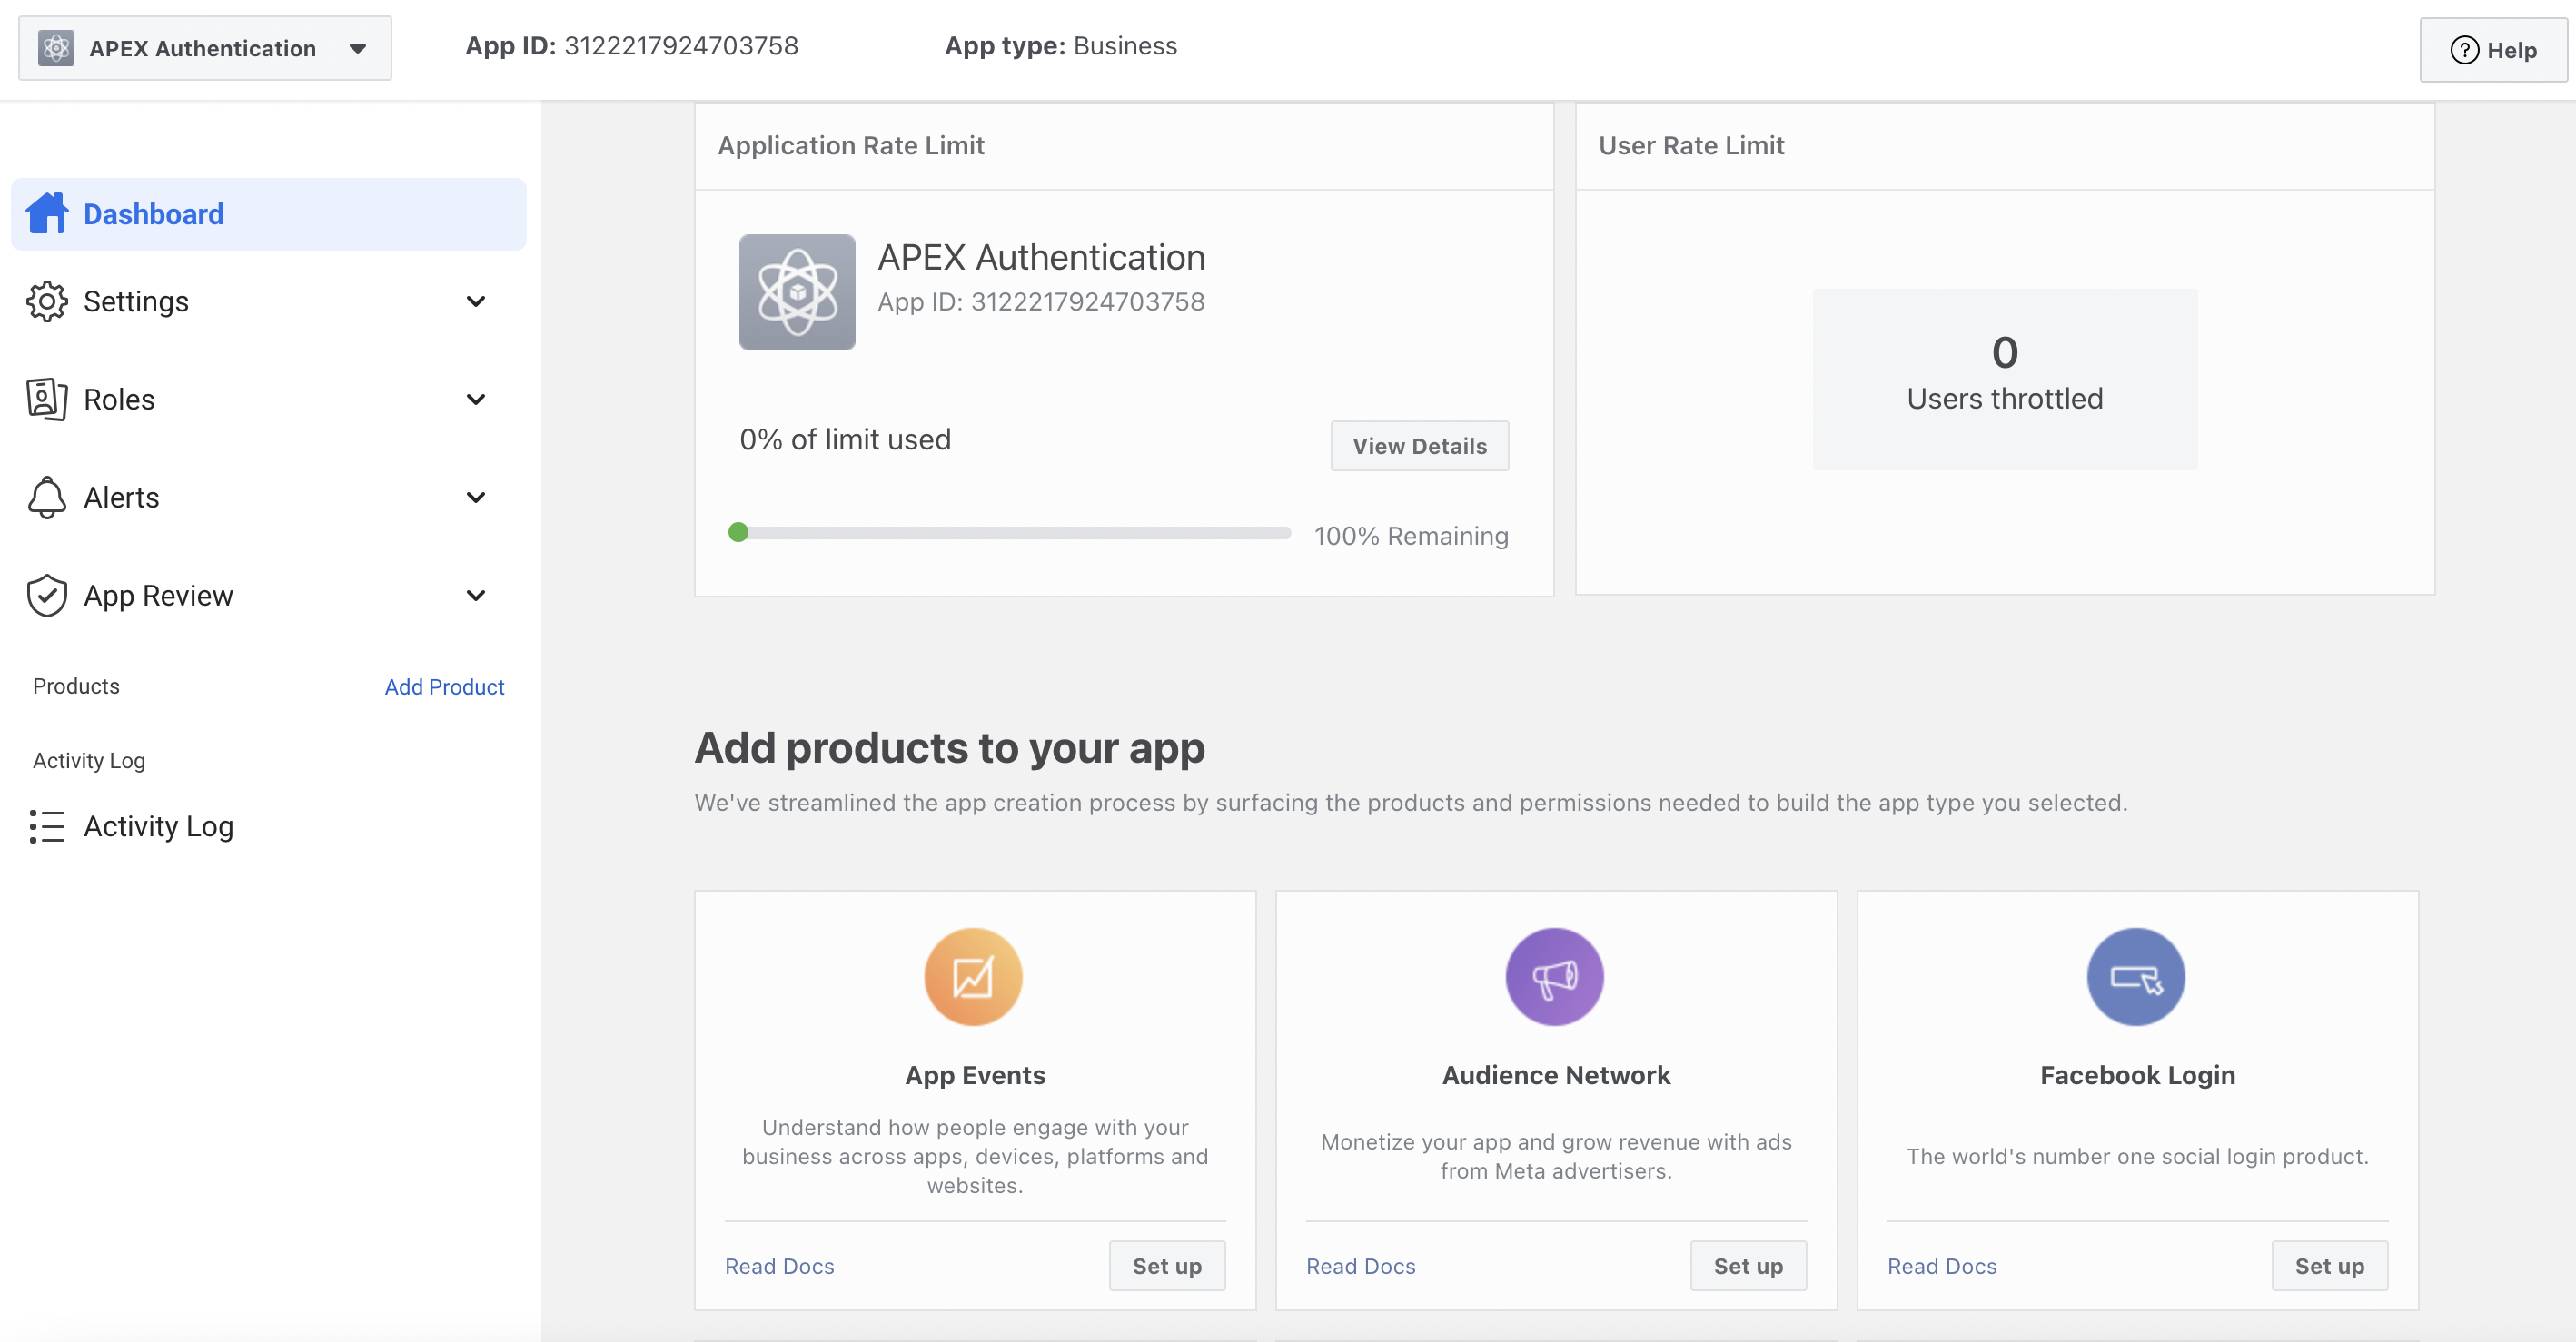 APEX Authentication
App ID: 3122217924703758
App type: Business
Help
Dashboard
Settings
Roles
Alerts
App Review
Products
Add Product
Activity Log
Activity Log
Application Rate Limit
APEX Authentication
App ID: 3122217924703758
0% of limit used
View Details
100% Remaining
User Rate Limit
0
Users throttled
Add products to your app
We've streamlined the app creation process by surfacing the products and permissions needed to build the app type you selected.
App Events
Understand how people engage with your
business across apps, devices, platforms and
websites.
Read Docs
Set up
Audience Network
Monetize your app and grow revenue with ads
from Meta advertisers.
Read Docs
Set up
Facebook Login
The world's number one social login product.
Read Docs
Set up